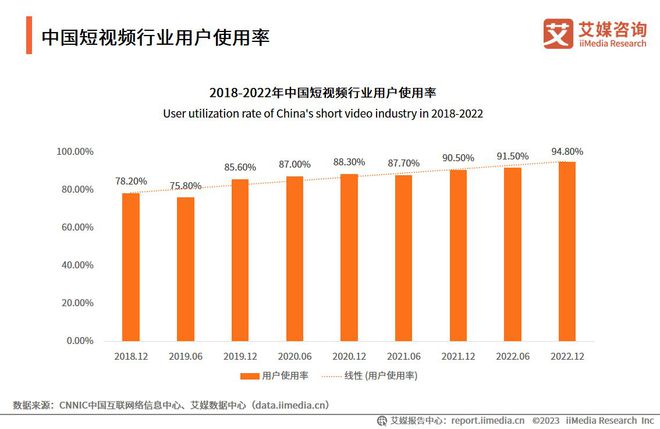 中国短视频行业用户使用率
艾媒咨询
iiMedia Research
2018-2022年中国短视频行业用户使用率
User utilization rate of China's short video industry in 2018-2022
100.00%
80.00%
60.00%
40.00%
20.00%
0.00%
78.20%
75.80%
85.60%
87.00%
88.30%
87.70%
90.50%
91.50%
94.80%
2018.12
2019.06
2019.12
2020.06
2020.12
2021.06
2021.12
2022.06
2022.12
用户使用率
线性 (用户使用率)
数据来源：CNNIC中国互联网络信息中心、艾媒数据中心（data.iimedia.cn）
艾媒报告中心：report.iimedia.cn ©2023 iiMedia Research Inc